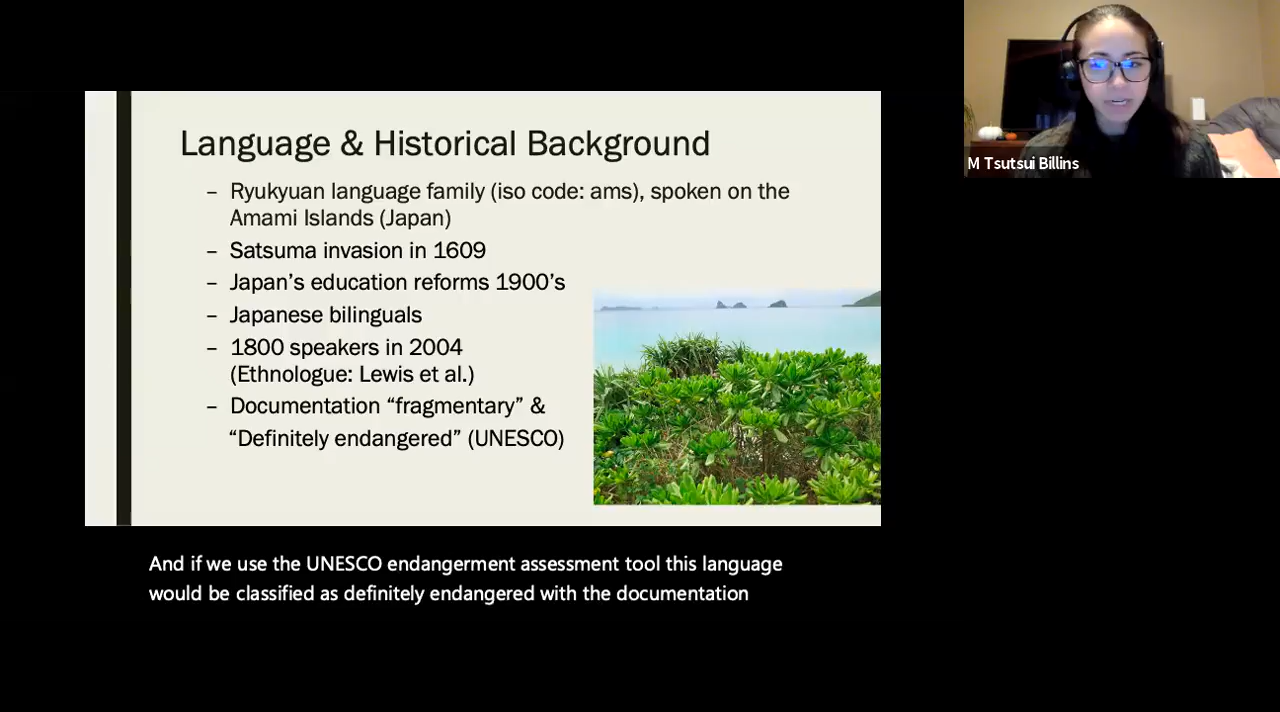 Language & Historical Background
– Ryukyuan language family (iso code: ams), spoken on the
Amami Islands (Japan)
– Satsuma invasion in 1609
– Japan’s education reforms 1900’s
– Japanese bilinguals
– 1800 speakers in 2004
(Ethnologue: Lewis et al.)
– Documentation “fragmentary” &
“Definitely endangered” (UNESCO)
M Tsutsui Billins
And if we use the UNESCO endangerment assessment tool this language
would be classified as definitely endangered with the documentation